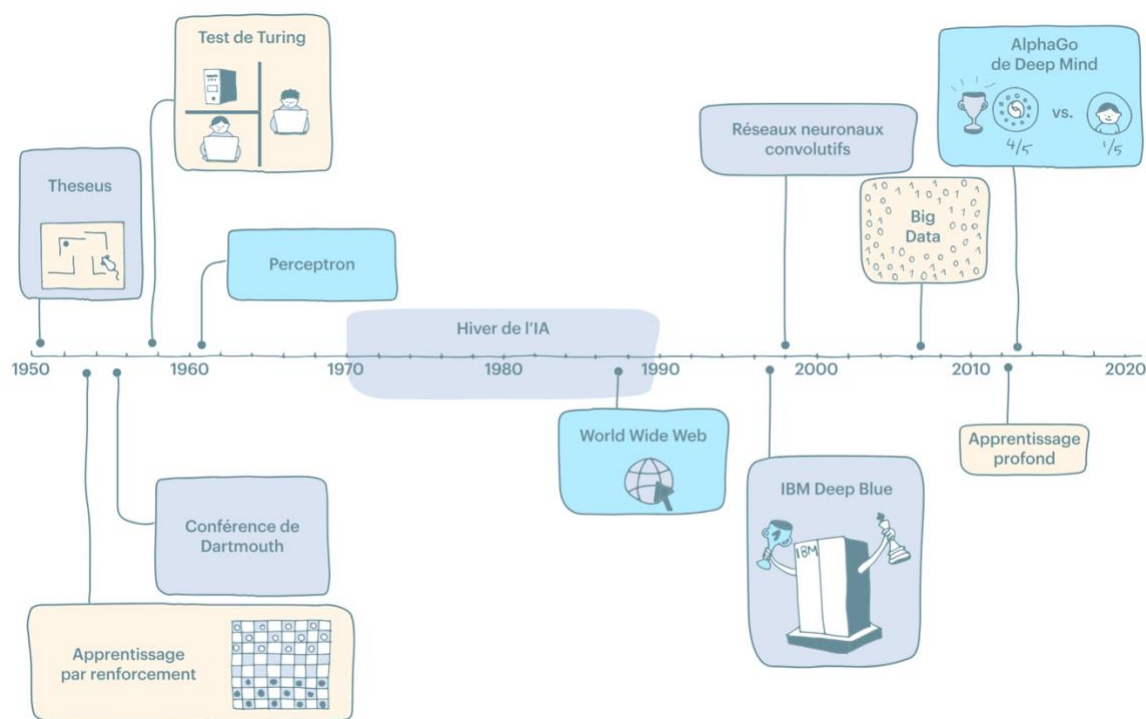 Test de Turing
AlphaGo
de Deep Mind
vs.
4/5
1/5
Réseaux neuronaux
convolutifs
Theseus
Big
Data
Perceptron
Hiver de l'IA
1950
1960
1970
1980
1990
2000
2010
2020
World Wide Web
Apprentissage
profond
IBM Deep Blue
IBM
Conférence de
Dartmouth
Apprentissage
par renforcement